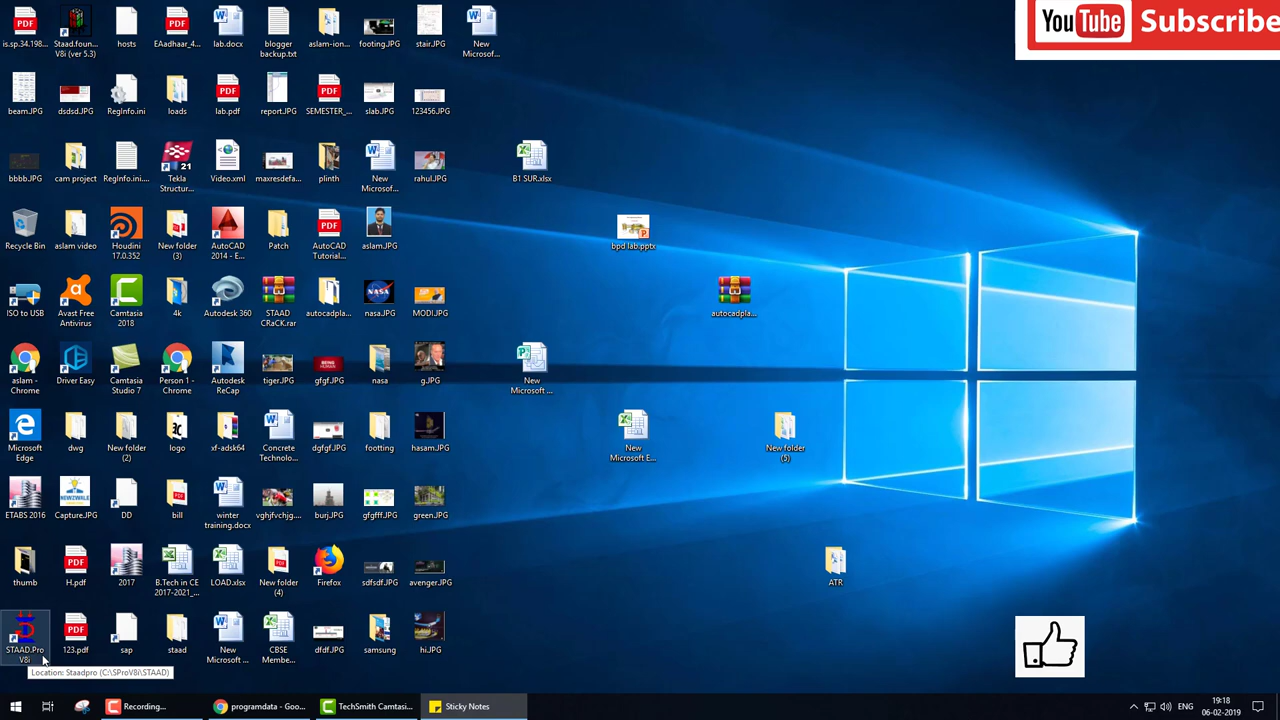 YouTube Subscribe
is.sp.34.198...
Staad.foun...
V8i (ver 5.3)
hosts
EAadhaar_4...
lab.docx
blogger
backup.txt
aslam-ion...
footing.JPG
stair.JPG
New
Microsof...
beam.JPG
dsdsd.JPG
RegInfo.ini
loads
lab.pdf
report.JPG
SEMESTER_...
slab.JPG
123456.JPG
bbbb.JPG
cam project
RegInfo.ini....
Tekla
Structur...
21
Video.xml
maxresdefa...
plinth
New
Microsof...
rahul.JPG
B1 SUR.xlsx
Recycle Bin
aslam video
Houdini
17.0.352
New folder
(3)
AutoCAD
2014 - E...
Patch
AutoCAD
Tutorial...
aslam.JPG
bpd lab.pptx
ISO to USB
Avast Free
Antivirus
Camtasia
2018
4k
Autodesk 360
STAAD
CRaCK.rar
autocadpla...
NASA
nasa.JPG
MODI.JPG
autocadpla...
aslam -
Chrome
Driver Easy
Camtasia
Studio 7
Person 1 -
Chrome
Autodesk
ReCap
tiger.JPG
gfgf.JPG
nasa
g.JPG
New
Microsoft ...
Microsoft
Edge
dwg
New folder
(2)
logo
xf-adsk64
Concrete
Technolo...
dgfgf.JPG
footting
hasam.JPG
New
Microsoft E...
New folder
(5)
ETABS 2016
Capture.JPG
DD
bill
winter
training.docx
vghjfvchjg....
burj.JPG
gfgfff.JPG
green.JPG
thumb
H.pdf
2017
B.Tech in CE
2017-2021_...
LOAD.xlsx
New folder
(4)
Firefox
sdfsdf.JPG
avenger.JPG
ATR
STAAD.Pro
V8i
123.pdf
sap
staad
New
Microsoft ...
CBSE
Membe...
dfdf.JPG
samsung
hi.JPG
Location: Staadpro (C:\SProV8i\STAAD)
Recording...
programdata - Goo...
TechSmith Camtasi...
Sticky Notes
ENG
19:18
06-02-2019